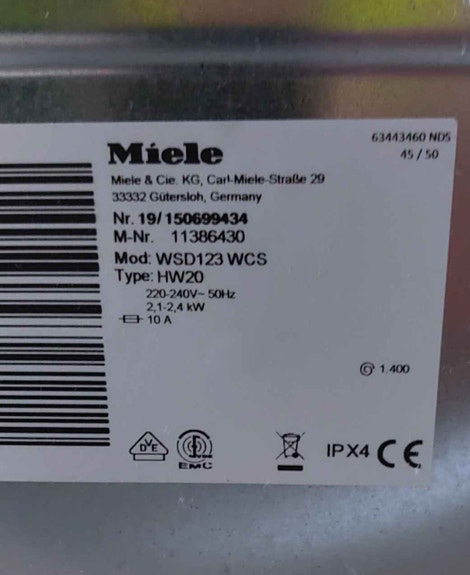 Miele
63443460 NDS
45 / 50
Miele & Cie. KG, Carl-Miele-Straße 29
33332 Gütersloh, Germany
Nr. 19/150699434
M-Nr. 11386430
Mod: WSD123 WCS
Type: HW20
220-240V~ 50Hz
2,1-2,4 kW
10 A
1.400
DVE
EMC
IPX4 CE